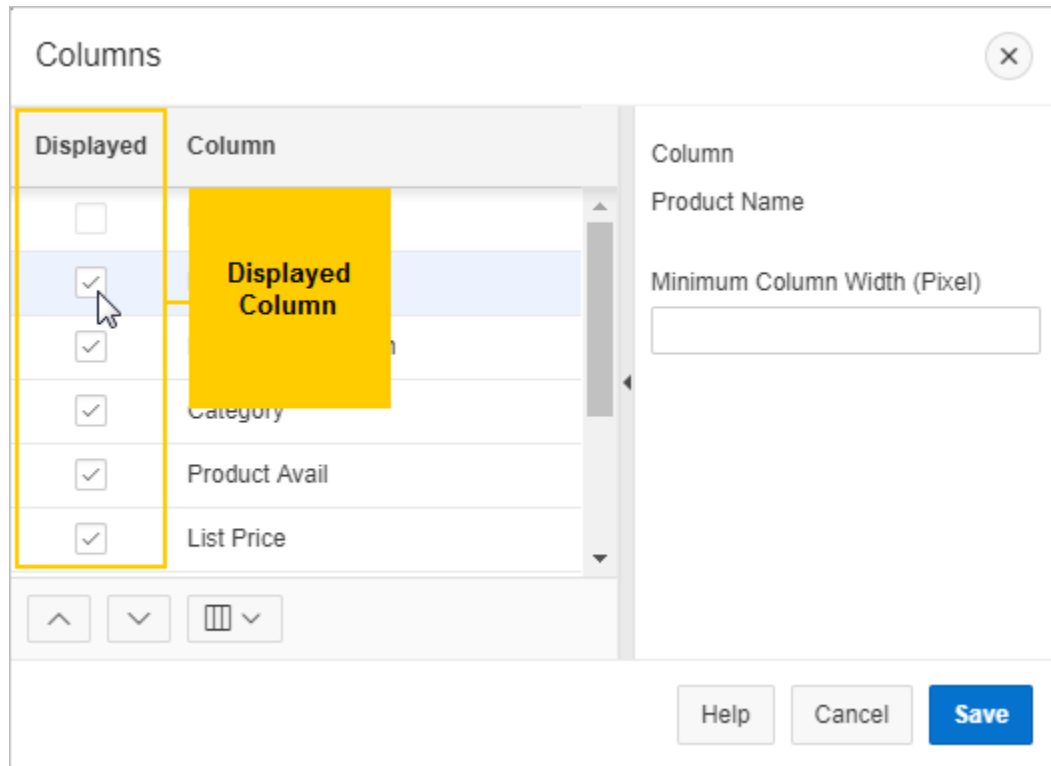 Columns
Displayed
Column
Displayed
Column
Category
Product Avail
List Price
Column
Product Name
Minimum Column Width (Pixel)
Help
Cancel
Save